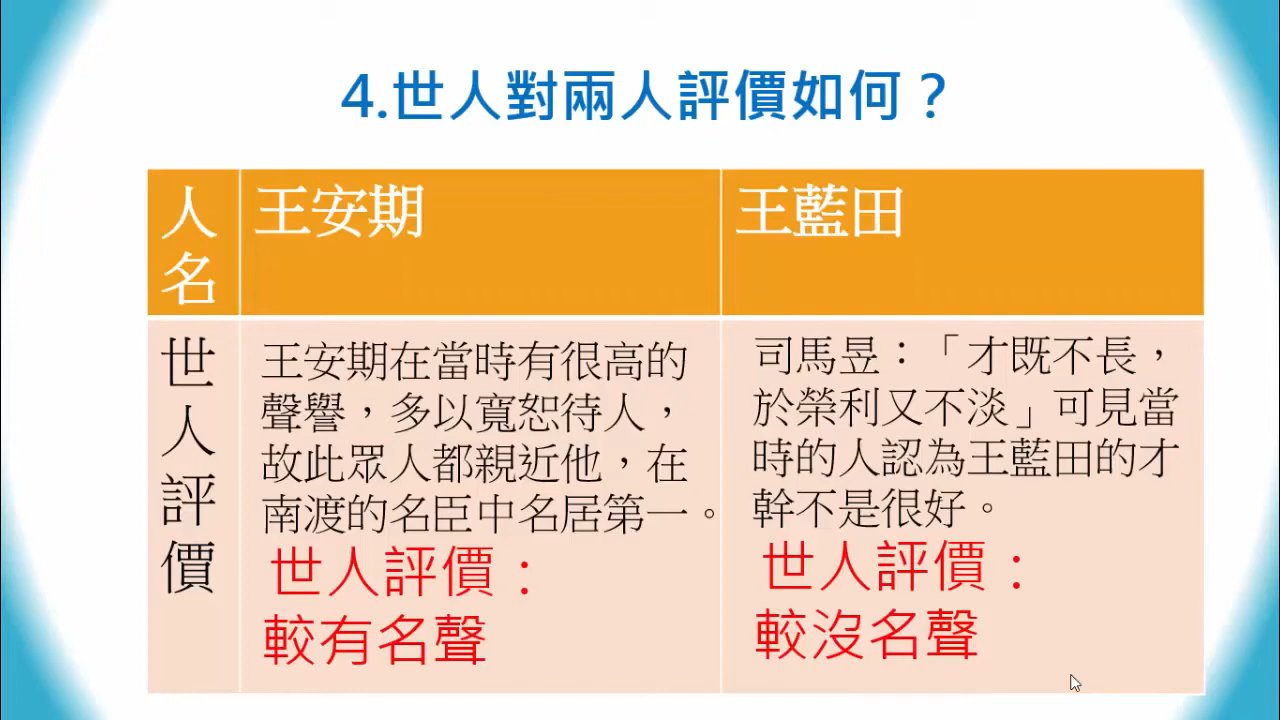 4.世人對兩人評價如何？
人名
王安期
王藍田
世人評價
王安期在當時有很高的
聲譽，多以寬恕待人，
故此眾人都親近他，在
南渡的名臣中名居第一。
世人評價：
較有名聲
司馬昱：「才既不長，
於榮利又不淡」可見當
時的人認為王藍田的才
幹不是很好。
世人評價：
較沒名聲